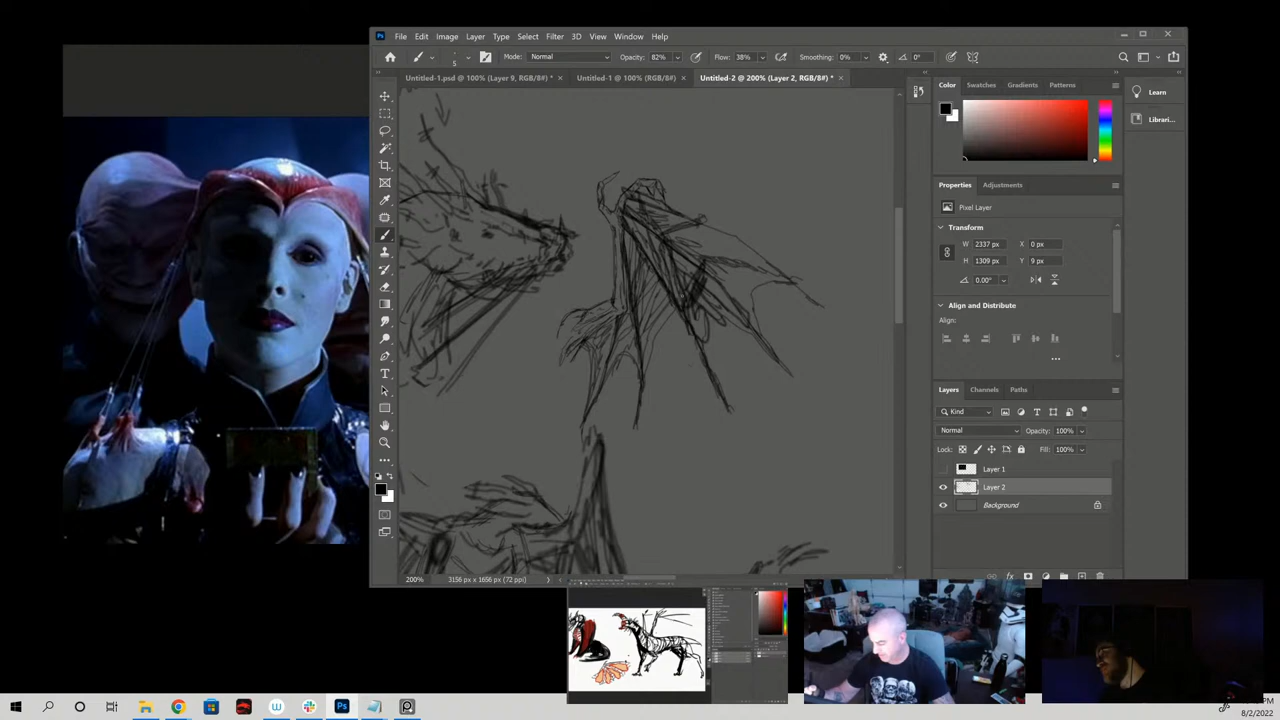 Ps File Edit Image Layer Type Select Filter 3D View Window Help
5 Mode: Normal Opacity: 82% Flow: 38% Smoothing: 0% 0°
Untitled-1.psd @ 100% (Layer 9, RGB/8#) * × Untitled-1 @ 100% (RGB/8#) × Untitled-2 @ 200% (Layer 2, RGB/8#) * ×
Color Swatches Gradients Patterns
Learn
Librari...
Properties Adjustments
Pixel Layer
Transform
W 2337 px X 0 px
H 1309 px Y 9 px
0.00°
Align and Distribute
Align:
Layers Channels Paths
Kind
Normal Opacity: 100%
Lock: Fill: 100%
Layer 1
Layer 2
Background
200% 3156 px x 1656 px (72 ppi)
8/2/2022